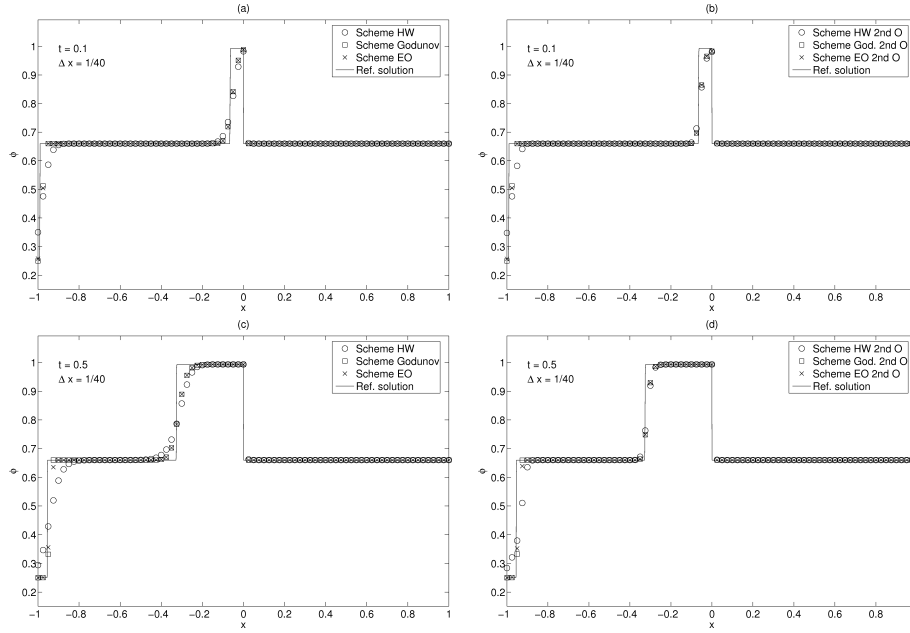 (a)
1
0.9
0.8
0.7
0.6
0.5
0.4
0.3
0.2
ϕ
t = 0.1
Δ x = 1/40
Scheme HW
Scheme Godunov
Scheme EO
Ref. solution
−1 −0.8 −0.6 −0.4 −0.2 0 0.2 0.4 0.6 0.8 1
x
(b)
1
0.9
0.8
0.7
0.6
0.5
0.4
0.3
0.2
ϕ
t = 0.1
Δ x = 1/40
Scheme HW 2nd O
Scheme God. 2nd O
Scheme EO 2nd O
Ref. solution
−1 −0.8 −0.6 −0.4 −0.2 0 0.2 0.4 0.6 0.8
x
(c)
1
0.9
0.8
0.7
0.6
0.5
0.4
0.3
0.2
ϕ
t = 0.5
Δ x = 1/40
Scheme HW
Scheme Godunov
Scheme EO
Ref. solution
−1 −0.8 −0.6 −0.4 −0.2 0 0.2 0.4 0.6 0.8 1
x
(d)
1
0.9
0.8
0.7
0.6
0.5
0.4
0.3
0.2
ϕ
t = 0.5
Δ x = 1/40
Scheme HW 2nd O
Scheme God. 2nd O
Scheme EO 2nd O
Ref. solution
−1 −0.8 −0.6 −0.4 −0.2 0 0.2 0.4 0.6 0.8
x